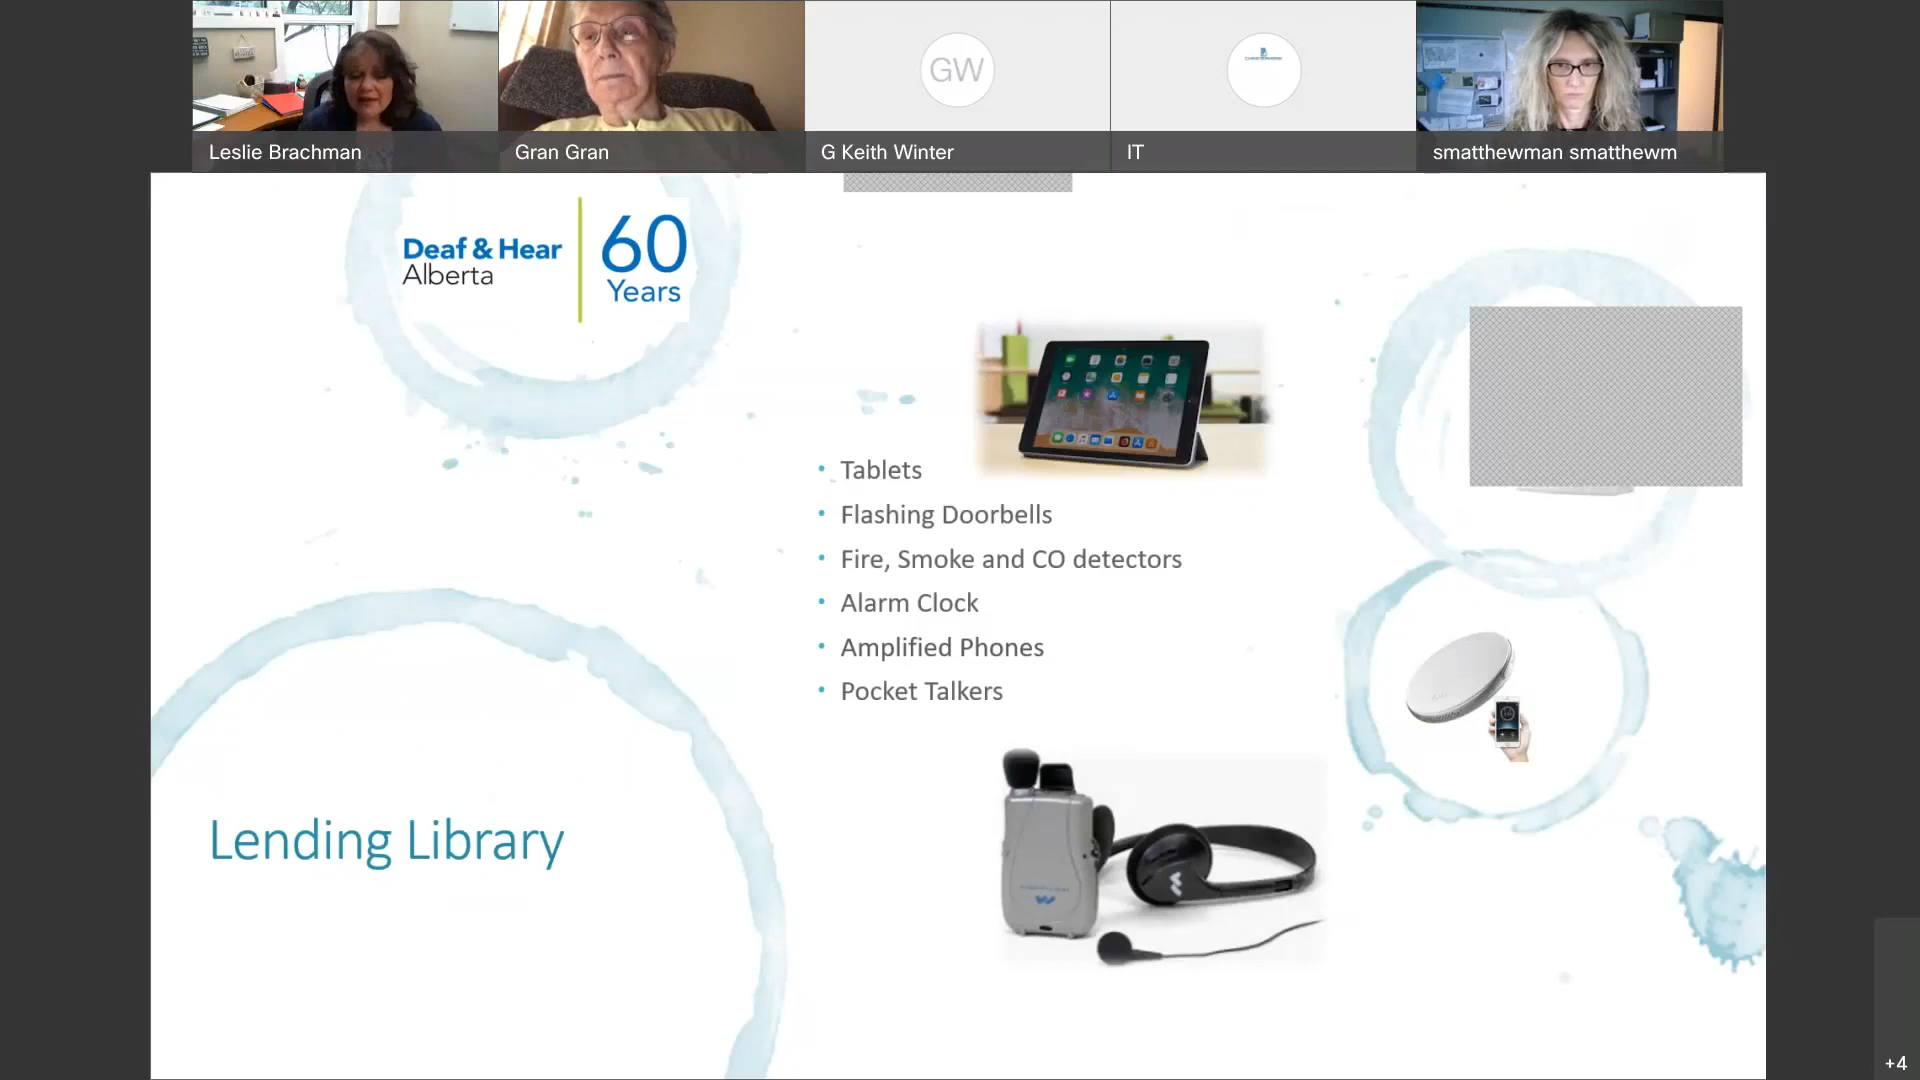 Leslie Brachman
Gran Gran
GW
G Keith Winter
IT
smatthewman smatthewm
Deaf & Hear
Alberta
60
Years
• Tablets
• Flashing Doorbells
• Fire, Smoke and CO detectors
• Alarm Clock
• Amplified Phones
• Pocket Talkers
Lending Library
+4